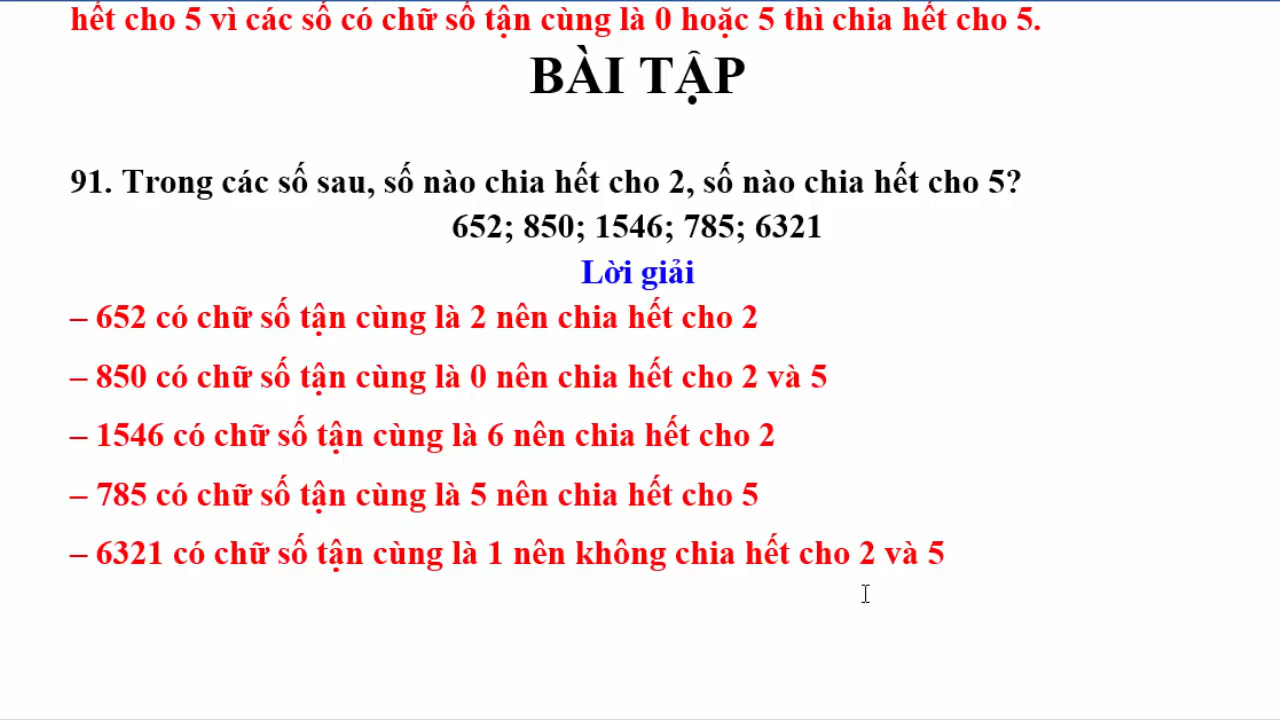 hết cho 5 vì các số có chữ số tận cùng là 0 hoặc 5 thì chia hết cho 5.
BÀI TẬP
91. Trong các số sau, số nào chia hết cho 2, số nào chia hết cho 5?
652; 850; 1546; 785; 6321
Lời giải
– 652 có chữ số tận cùng là 2 nên chia hết cho 2
– 850 có chữ số tận cùng là 0 nên chia hết cho 2 và 5
– 1546 có chữ số tận cùng là 6 nên chia hết cho 2
– 785 có chữ số tận cùng là 5 nên chia hết cho 5
– 6321 có chữ số tận cùng là 1 nên không chia hết cho 2 và 5